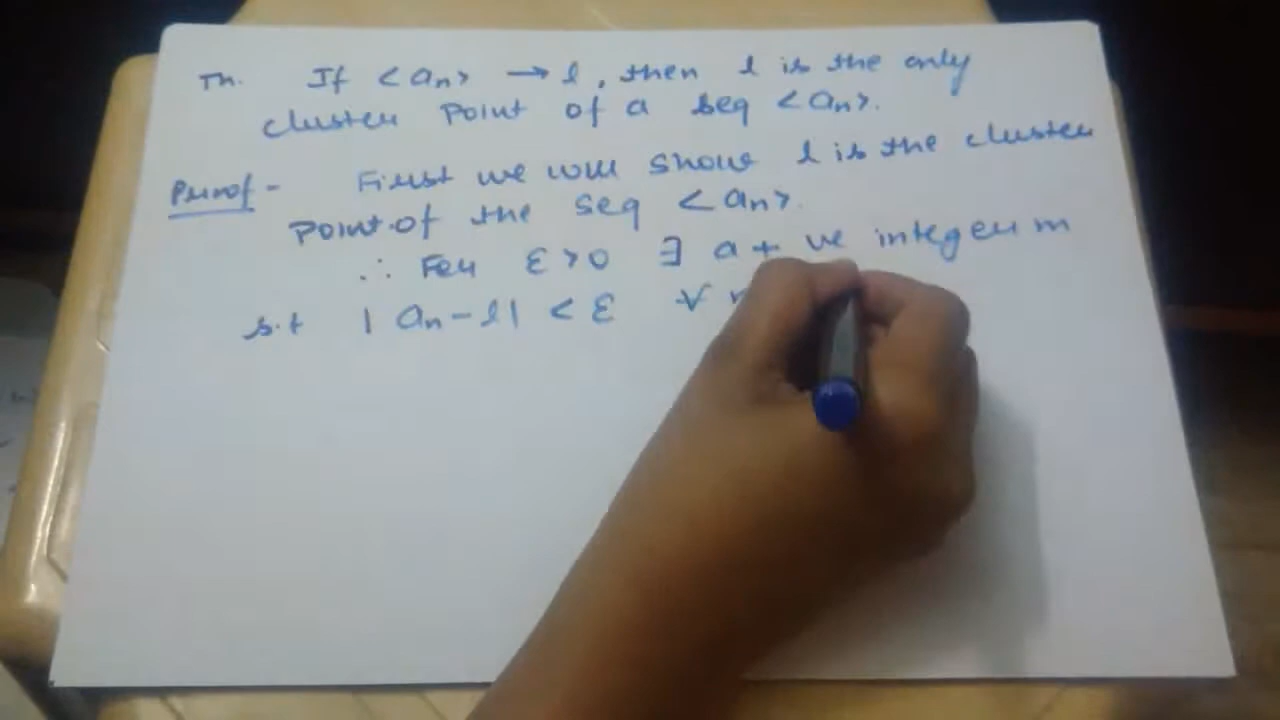 Th. If <an> → l, then l is the only
cluster point of a seq <an>.
Proof - First we will show l is the cluster
point of the seq <an>.
∴ For ε > 0 ∃ a + ve integer m
s.t |an - l| < ε ∀